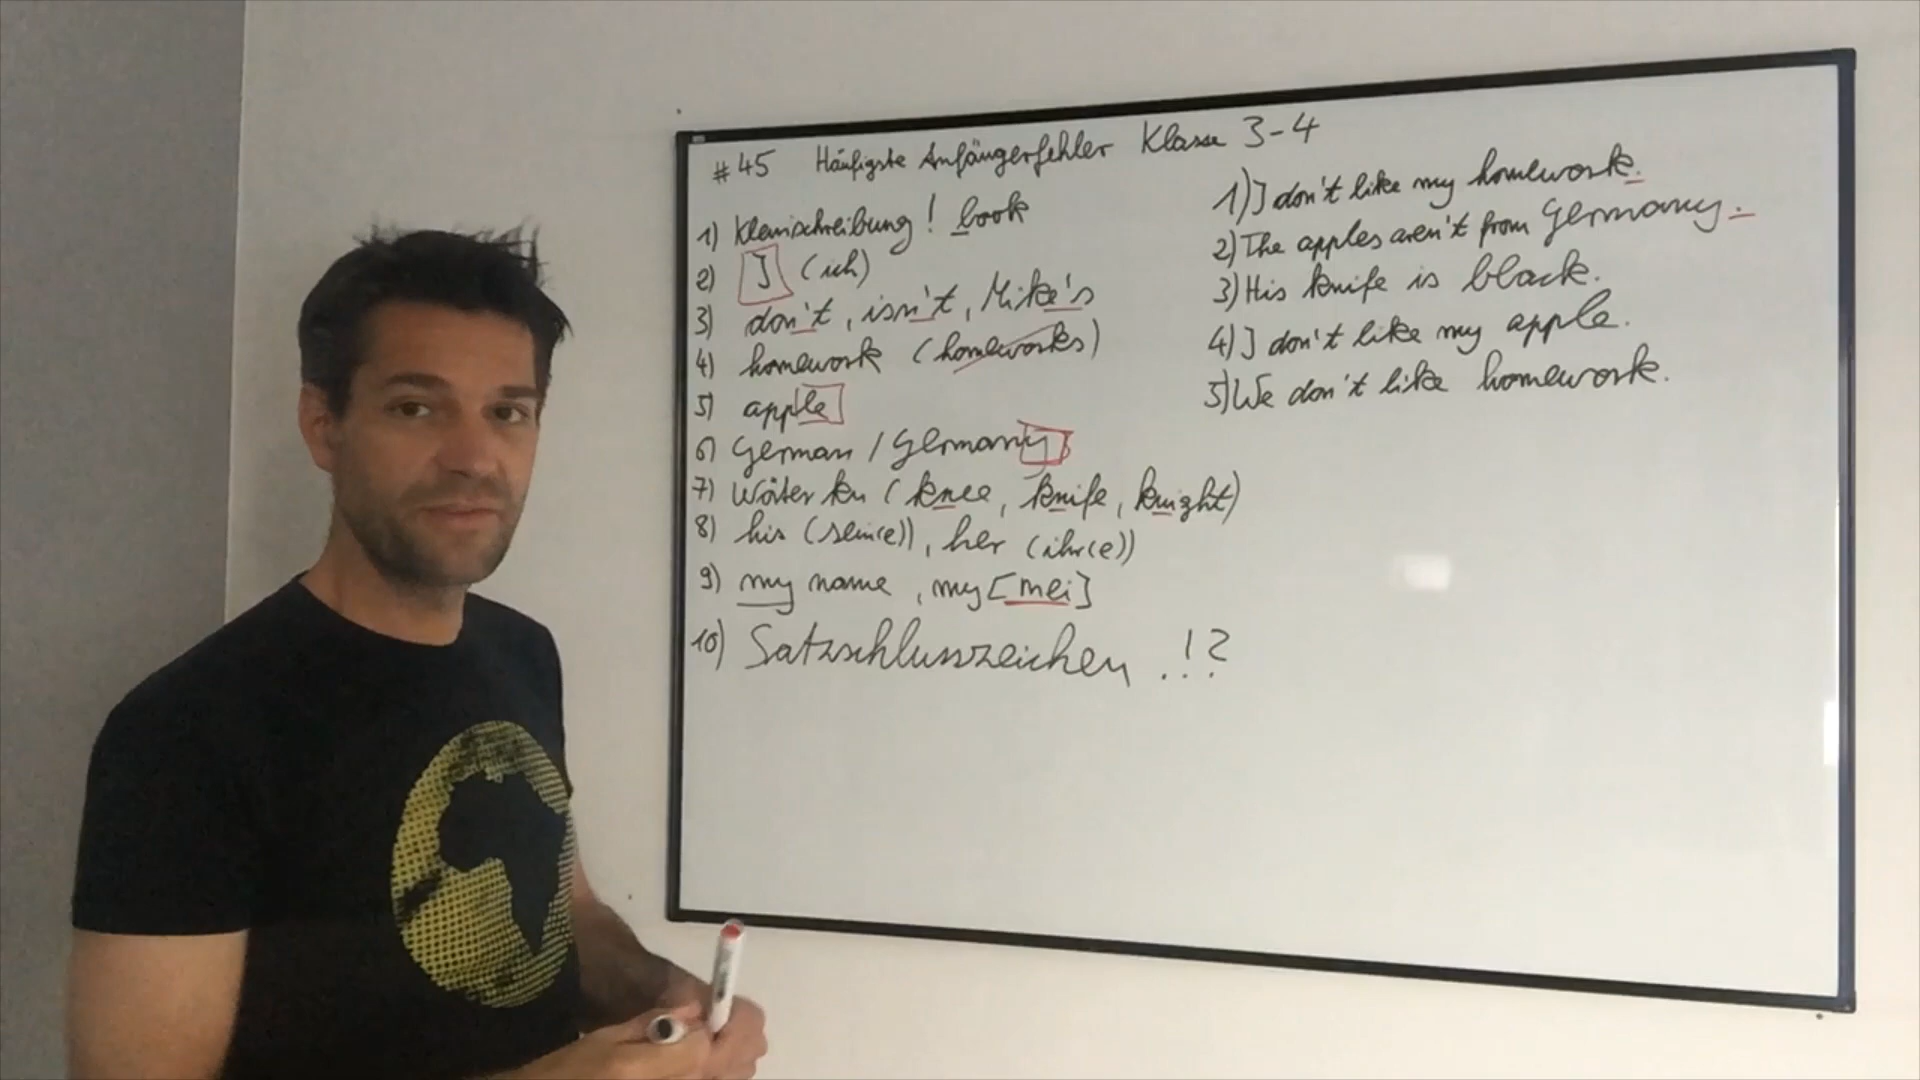 #45 Häufigste Anfängerfehler Klasse 3-4
1) Kleinschreibung! book
2) I (ich)
3) don't, isn't, Mike's
4) homework (homeworks)
5) apple
6) German / Germany
7) Wörter kn (knee, knife, knight)
8) his (sein(e)), her (ihr(e))
9) my name, my [mei]
10) Satzschlusszeichen . ! ?
1) I don't like my homework.
2) The apples aren't from Germany.
3) His knife is black.
4) I don't like my apple.
5) We don't like homework.